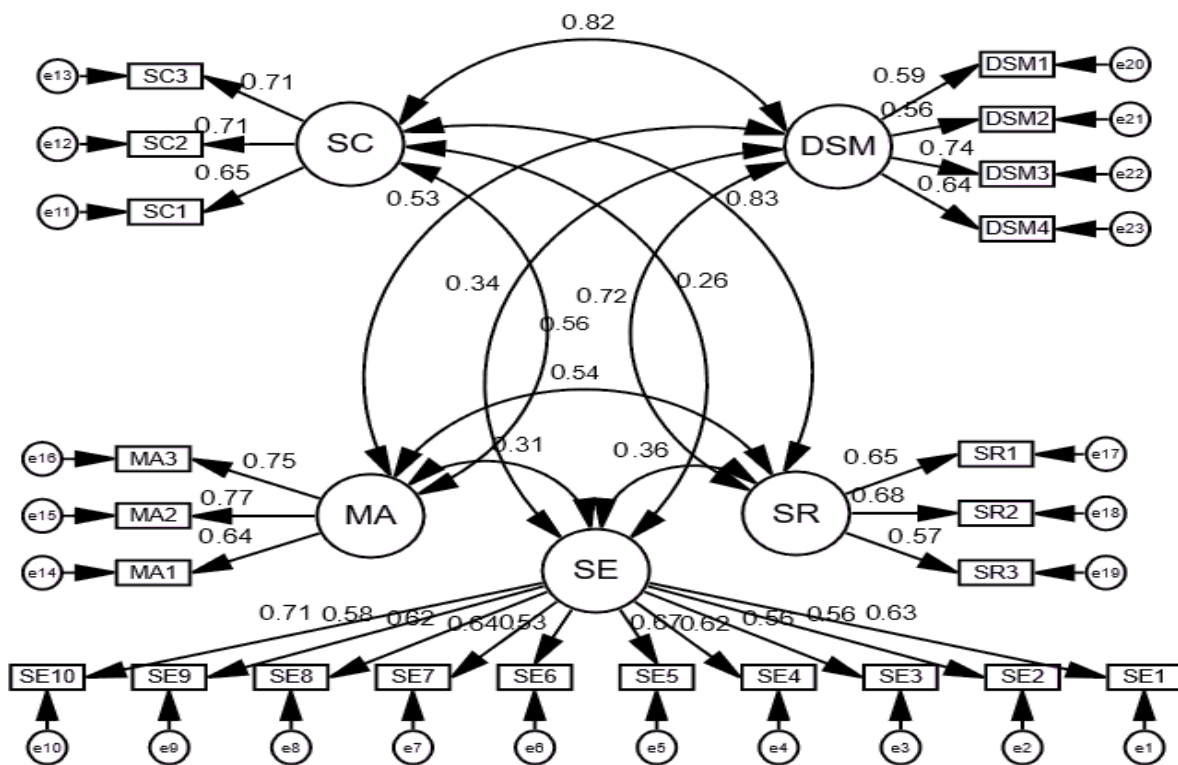 0.82
e13 SC3 0.71
e12 SC2 0.71
e11 SC1 0.65
SC
DSM
0.59 DSM1 e20
0.56 DSM2 e21
0.74 DSM3 e22
0.64 DSM4 e23
0.53 0.83
0.34 0.72 0.26
0.56
0.54
0.31 0.36
e16 MA3 0.75
e15 MA2 0.77
e14 MA1 0.64
MA
SR
0.65 SR1 e17
0.68 SR2 e18
0.57 SR3 e19
SE
0.71 0.58 0.62 0.64 0.53 0.67 0.62 0.56 0.56 0.63
SE10 SE9 SE8 SE7 SE6 SE5 SE4 SE3 SE2 SE1
e10 e9 e8 e7 e6 e5 e4 e3 e2 e1